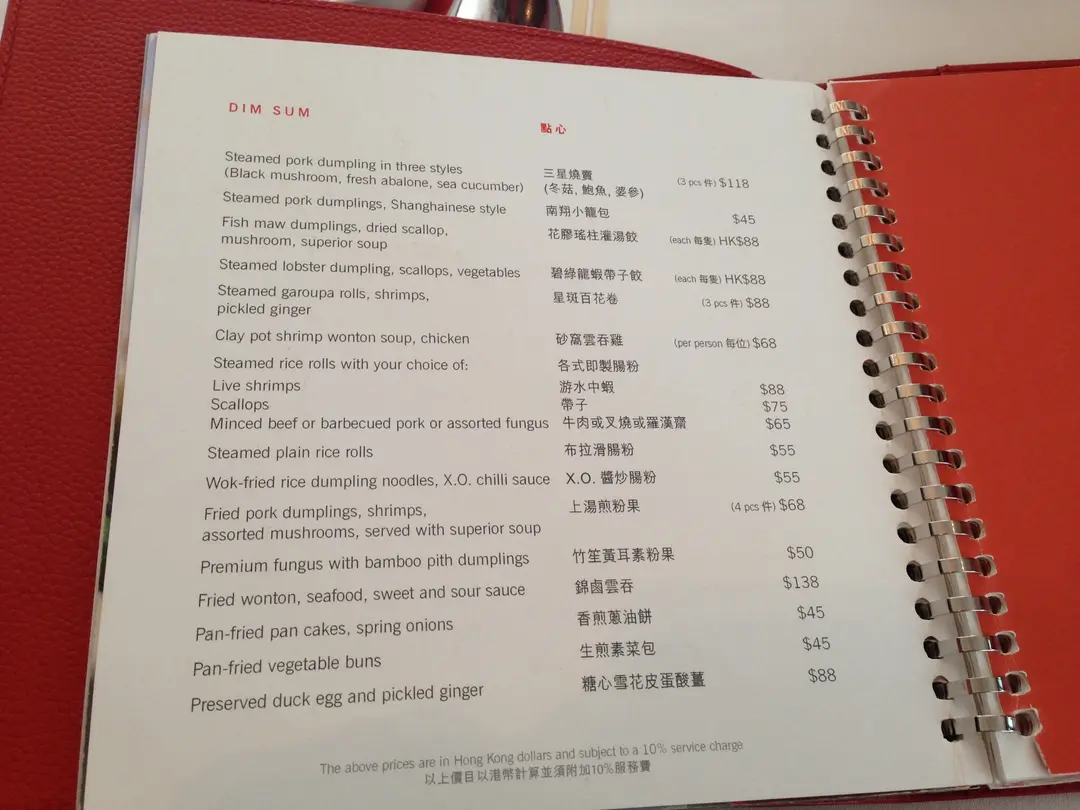 DIM SUM 點心
Steamed pork dumpling in three styles 三星燒賣
(Black mushroom, fresh abalone, sea cucumber) (冬菇, 鮑魚, 婆參) (3 pcs 件) $118
Steamed pork dumplings, Shanghainese style 南翔小籠包 $45
Fish maw dumplings, dried scallop, 花膠瑤柱灌湯餃 (each 每隻) HK$88
mushroom, superior soup
Steamed lobster dumpling, scallops, vegetables 碧綠龍蝦帶子餃 (each 每隻) HK$88
Steamed garoupa rolls, shrimps, 星斑百花卷 (3 pcs 件) $88
pickled ginger
Clay pot shrimp wonton soup, chicken 砂窩雲吞雞 (per person 每位) $68
Steamed rice rolls with your choice of: 各式即製腸粉
Live shrimps 游水中蝦 $88
Scallops 帶子 $75
Minced beef or barbecued pork or assorted fungus 牛肉或叉燒或羅漢齋 $65
Steamed plain rice rolls 布拉滑腸粉 $55
Wok-fried rice dumpling noodles, X.O. chilli sauce X.O. 醬炒腸粉 $55
Fried pork dumplings, shrimps, 上湯煎粉果 (4 pcs 件) $68
assorted mushrooms, served with superior soup
Premium fungus with bamboo pith dumplings 竹笙黃耳素粉果 $50
Fried wonton, seafood, sweet and sour sauce 錦鹵雲吞 $138
Pan-fried pan cakes, spring onions 香煎蔥油餅 $45
Pan-fried vegetable buns 生煎素菜包 $45
Preserved duck egg and pickled ginger 糖心雪花皮蛋酸薑 $88
The above prices are in Hong Kong dollars and subject to a 10% service charge
以上價目以港幣計算並須附加10%服務費